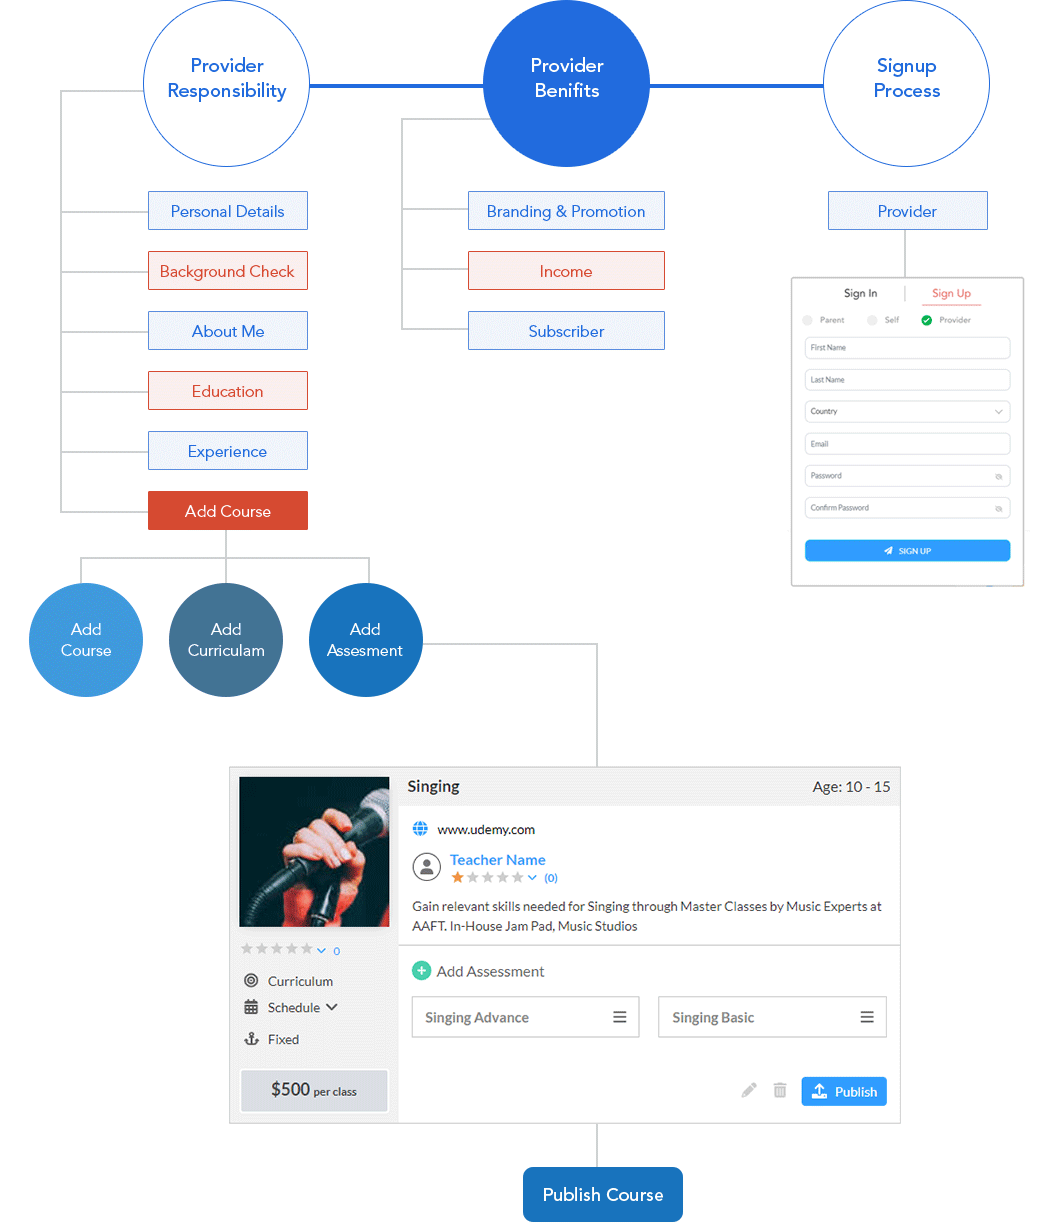 Provider
Responsibility
Provider
Benifits
Signup
Process
Personal Details
Background Check
About Me
Education
Experience
Add Course
Branding & Promotion
Income
Subscriber
Provider
Sign In
Sign Up
Parent
Self
Provider
First Name
Last Name
Country
Email
Password
Confirm Password
SIGN UP
Add
Course
Add
Curriculam
Add
Assesment
Singing
Age: 10 - 15
www.udemy.com
Teacher Name
(0)
Gain relevant skills needed for Singing through Master Classes by Music Experts at
AAFT. In-House Jam Pad, Music Studios
0
Curriculum
Schedule
Fixed
$500 per class
Add Assessment
Singing Advance
Singing Basic
Publish
Publish Course